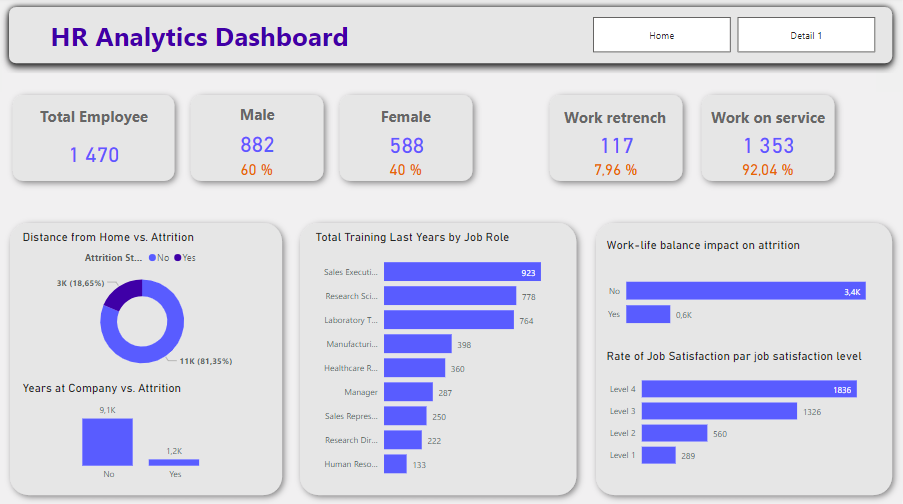 HR Analytics Dashboard
Home
Detail 1
Total Employee
1 470
Male
882
60 %
Female
588
40 %
Work retrench
117
7,96 %
Work on service
1 353
92,04 %
Distance from Home vs. Attrition
Attrition St... No Yes
3K (18,65%)
11K (81,35%)
Years at Company vs. Attrition
9,1K
1,2K
No Yes
Total Training Last Years by Job Role
Sales Executi... 923
Research Sci... 778
Laboratory T... 764
Manufacturi... 398
Healthcare R... 360
Manager 287
Sales Repres... 250
Research Dir... 222
Human Reso... 133
Work-life balance impact on attrition
No 3,4K
Yes 0,6K
Rate of Job Satisfaction par job satisfaction level
Level 4 1836
Level 3 1326
Level 2 560
Level 1 289